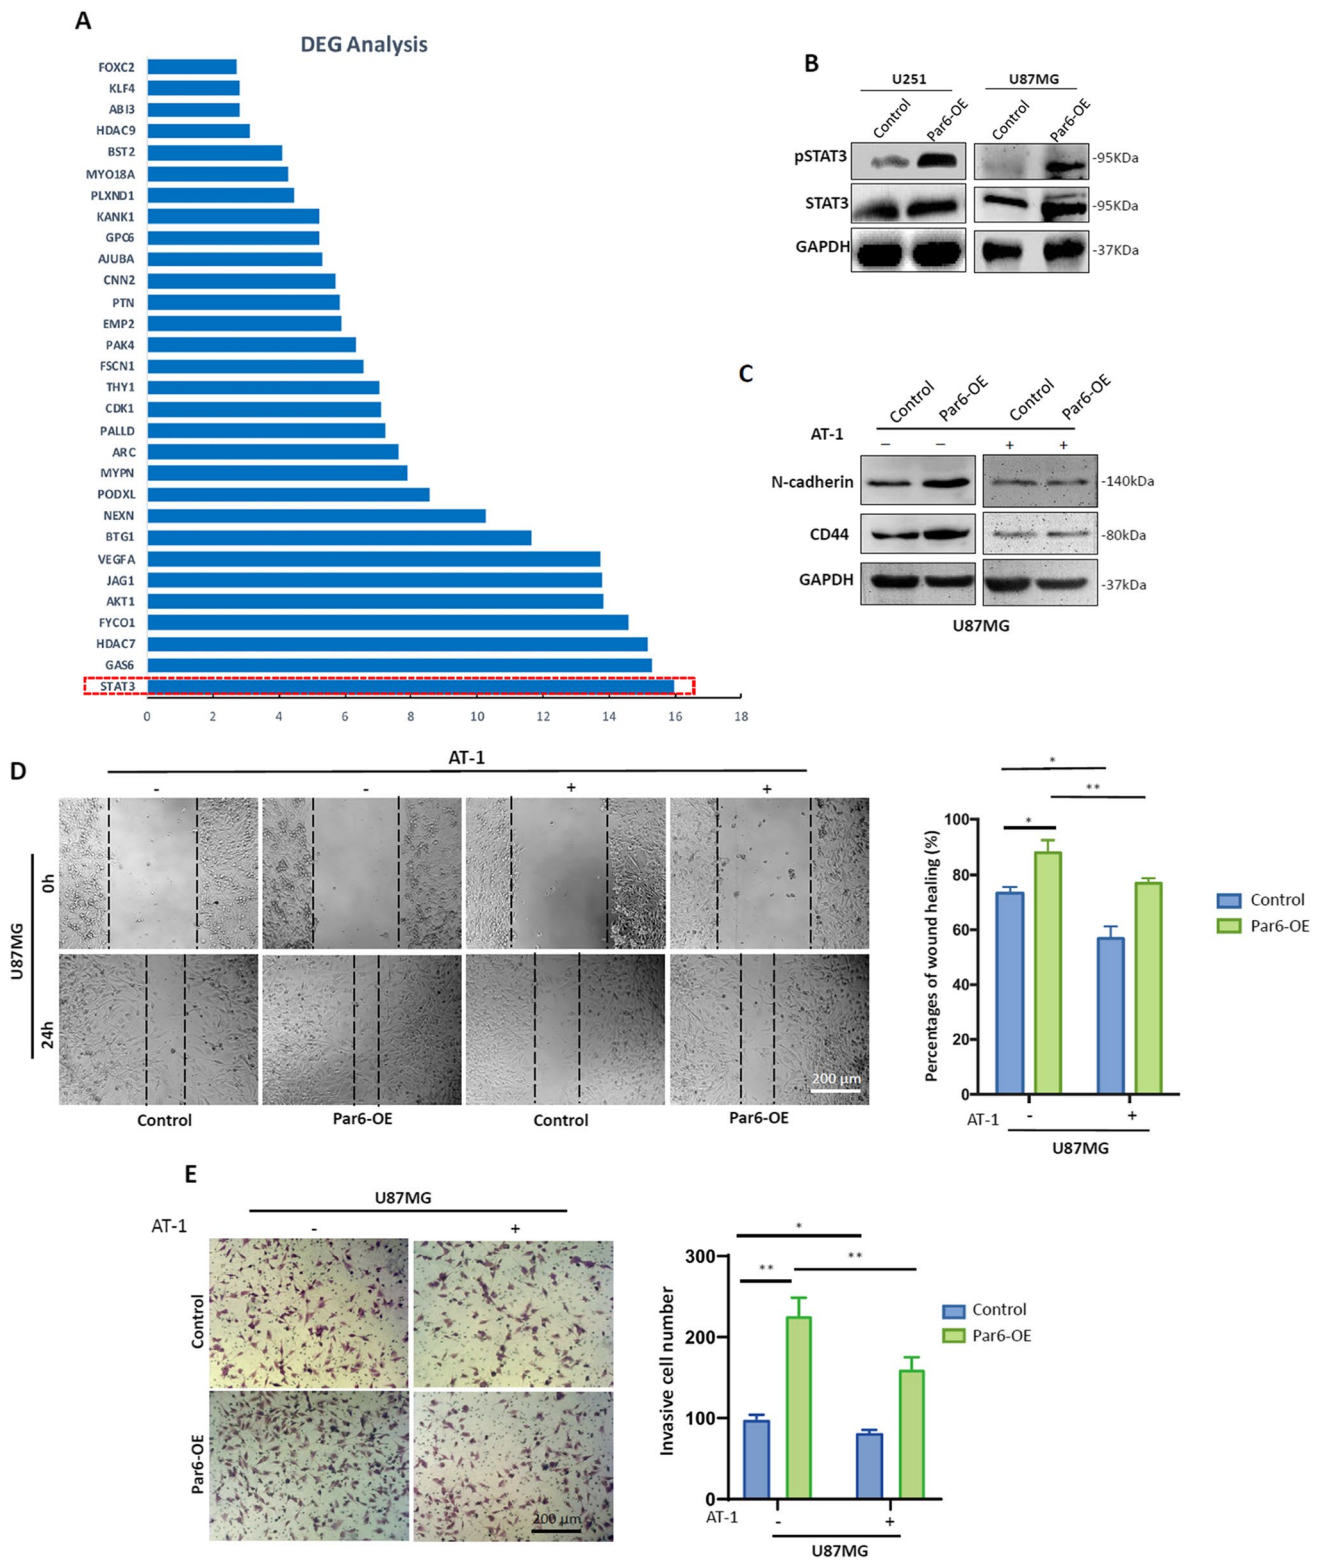 A
DEG Analysis
FOXC2
KLF4
ABI3
HDAC9
BST2
MYO18A
PLXND1
KANK1
GPC6
AJUBA
CNN2
PTN
EMP2
PAK4
FSCN1
THY1
CDK1
PALLD
ARC
MYPN
PODXL
NEXN
BTG1
VEGFA
JAG1
AKT1
FYCO1
HDAC7
GAS6
STAT3
0 2 4 6 8 10 12 14 16 18
B
U251 U87MG
Control Par6-OE Control Par6-OE
pSTAT3 -95KDa
STAT3 -95KDa
GAPDH -37KDa
C
Control Par6-OE Control Par6-OE
AT-1
– – + +
N-cadherin -140kDa
CD44 -80kDa
GAPDH -37kDa
U87MG
D
AT-1
- - + +
U87MG
0h
24h
200 μm
Control Par6-OE Control Par6-OE
*
**
*
Percentages of wound healing (%)
100
80
60
40
20
0
AT-1 - +
U87MG
Control
Par6-OE
E
U87MG
AT-1 - +
Control
Par6-OE
200 μm
*
** **
Invasive cell number
300
200
100
0
AT-1 - +
U87MG
Control
Par6-OE